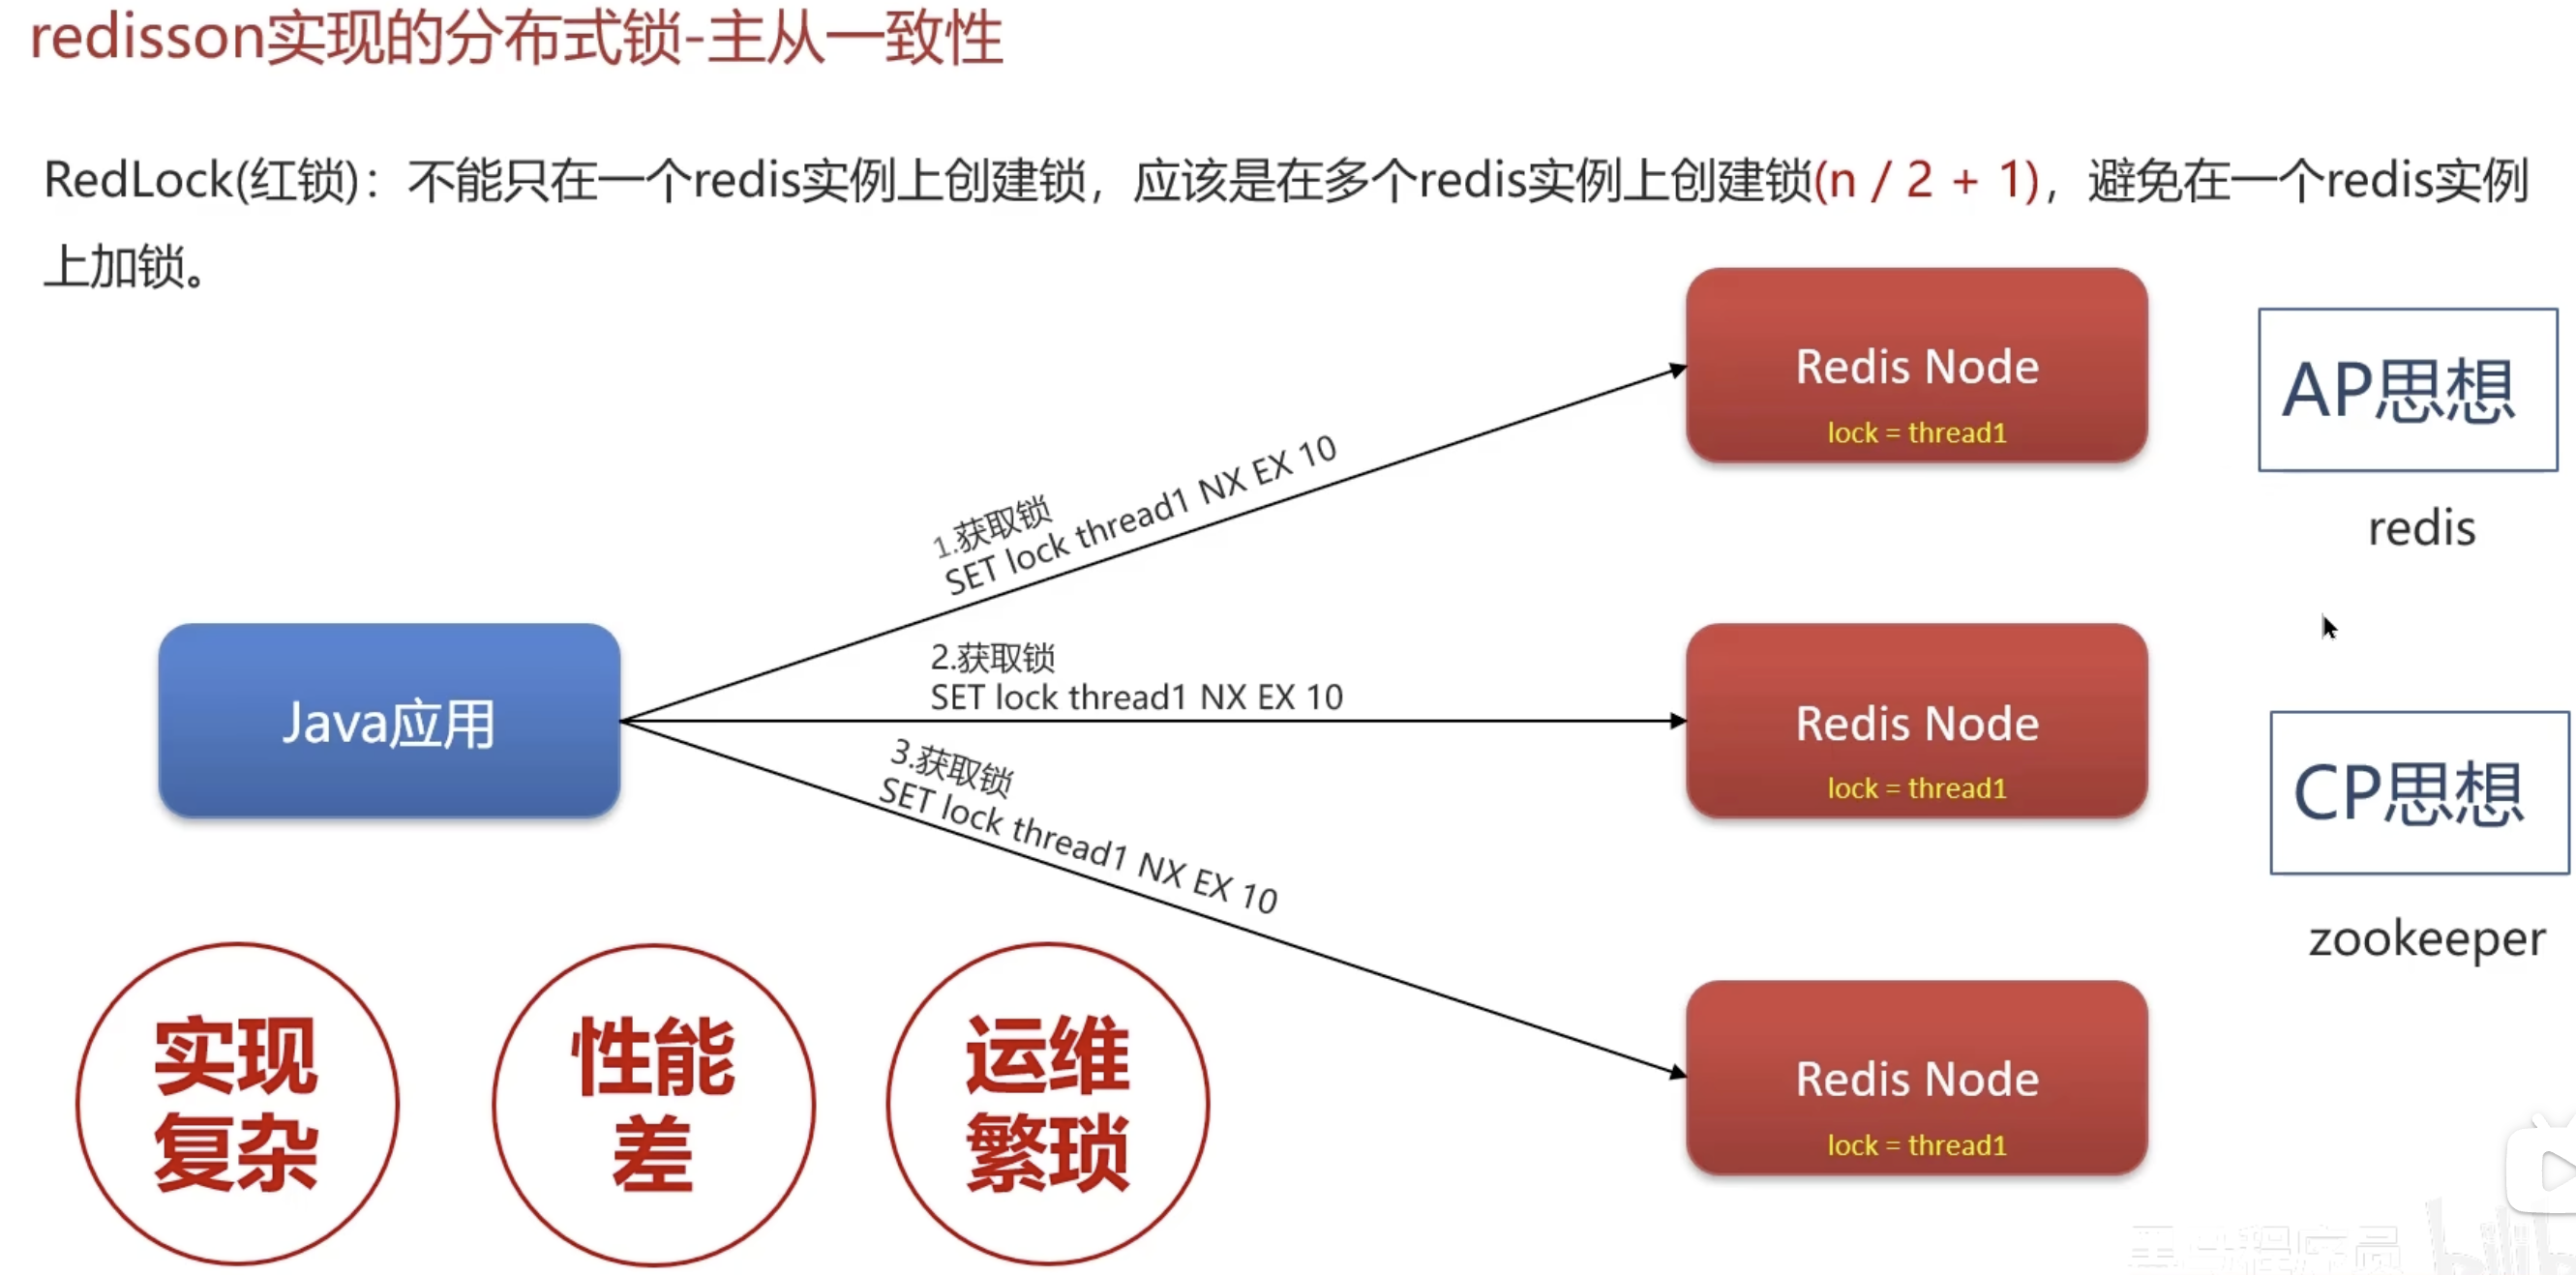 redisson实现的分布式锁-主从一致性
RedLock(红锁)：不能只在一个redis实例上创建锁，应该是在多个redis实例上创建锁(n / 2 + 1)，避免在一个redis实例
上加锁。
Redis Node
lock = thread1
AP思想
redis
1.获取锁
SET lock thread1 NX EX 10
Java应用
2.获取锁
SET lock thread1 NX EX 10
Redis Node
lock = thread1
3.获取锁
SET lock thread1 NX EX 10
CP思想
zookeeper
实现
复杂
性能
差
运维
繁琐
Redis Node
lock = thread1
黑马程序员